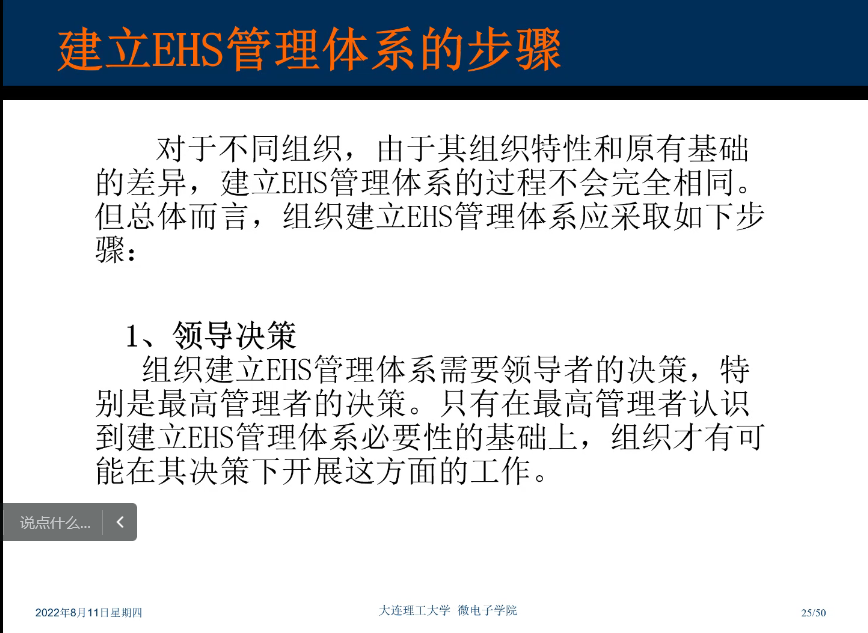 建立EHS管理体系的步骤
对于不同组织，由于其组织特性和原有基础
的差异，建立EHS管理体系的过程不会完全相同。
但总体而言，组织建立EHS管理体系应采取如下步
骤：
1、领导决策
组织建立EHS管理体系需要领导者的决策，特
别是最高管理者的决策。只有在最高管理者认识
到建立EHS管理体系必要性的基础上，组织才有可
能在其决策下开展这方面的工作。
说点什么...
2022年8月11日星期四
大连理工大学 微电子学院
25/50